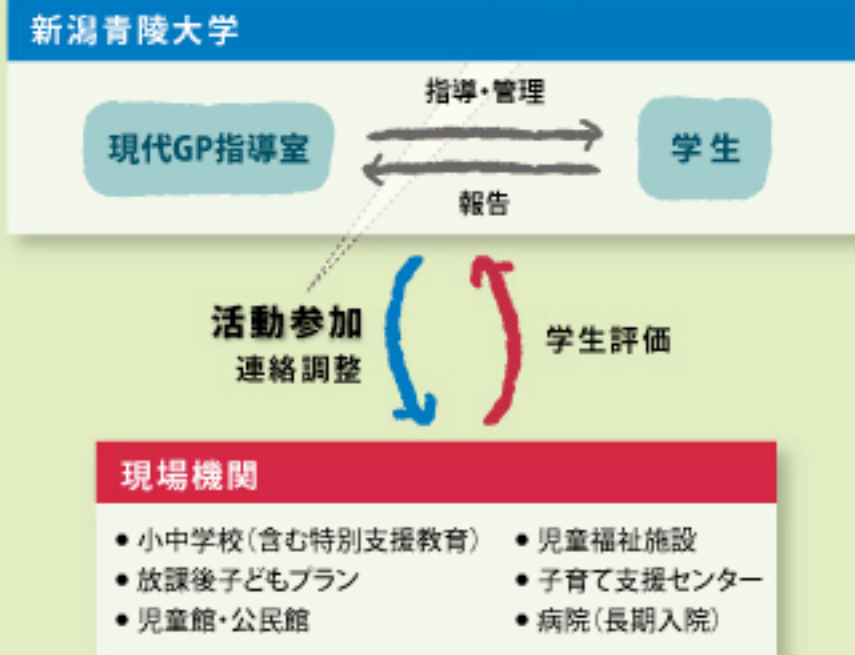 新潟青陵大学
指導・管理
現代GP指導室
学生
報告
活動参加
連絡調整
学生評価
現場機関
● 小中学校(含む特別支援教育)
● 放課後子どもプラン
● 児童館・公民館
● 児童福祉施設
● 子育て支援センター
● 病院(長期入院)